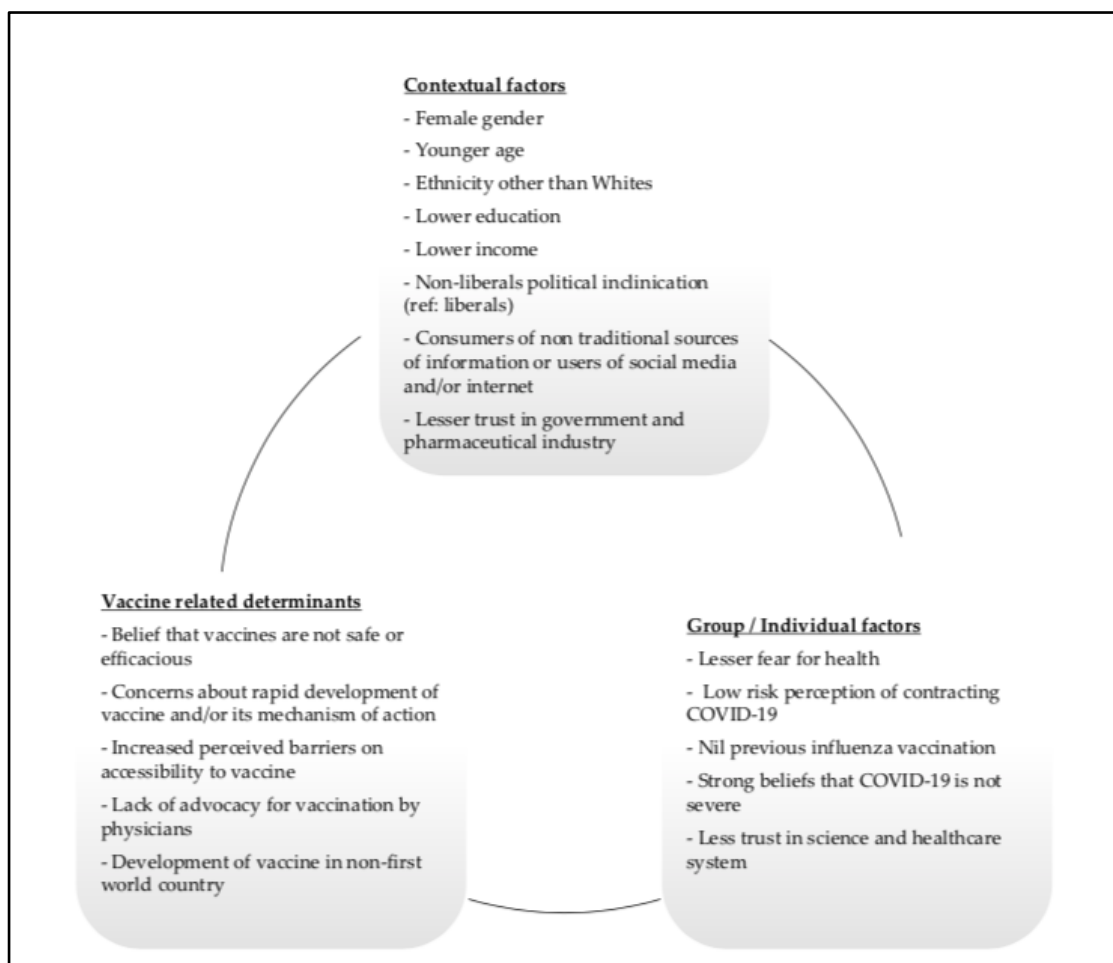 Contextual factors
- Female gender
- Younger age
- Ethnicity other than Whites
- Lower education
- Lower income
- Non-liberals political inclinication
(ref: liberals)
- Consumers of non traditional sources
of information or users of social media
and/or internet
- Lesser trust in government and
pharmaceutical industry
Vaccine related determinants
- Belief that vaccines are not safe or
efficacious
- Concerns about rapid development of
vaccine and/or its mechanism of action
- Increased perceived barriers on
accessibility to vaccine
- Lack of advocacy for vaccination by
physicians
- Development of vaccine in non-first
world country
Group / Individual factors
- Lesser fear for health
- Low risk perception of contracting
COVID-19
- Nil previous influenza vaccination
- Strong beliefs that COVID-19 is not
severe
- Less trust in science and healthcare
system